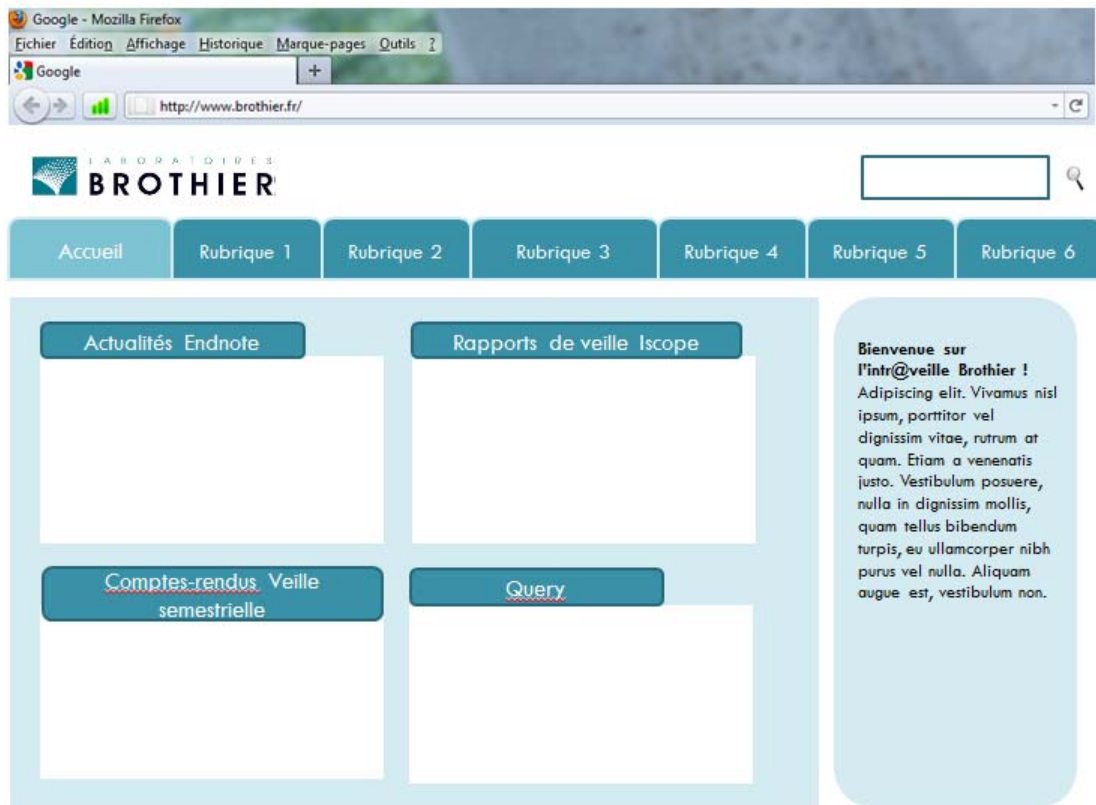 Google - Mozilla Firefox
Fichier Édition Affichage Historique Marque-pages Outils ?
Google +
http://www.brothier.fr/
LABORATOIRES
BROTHIER
Accueil Rubrique 1 Rubrique 2 Rubrique 3 Rubrique 4 Rubrique 5 Rubrique 6
Actualités Endnote
Rapports de veille Iscope
Comptes-rendus Veille
semestrielle
Query
Bienvenue sur
l'intr@veille Brothier !
Adipiscing elit. Vivamus nisl
ipsum, porttitor vel
dignissim vitae, rutrum at
quam. Etiam a venenatis
justo. Vestibulum posuere,
nulla in dignissim mollis,
quam tellus bibendum
turpis, eu ullamcorper nibh
purus vel nulla. Aliquam
augue est, vestibulum non.